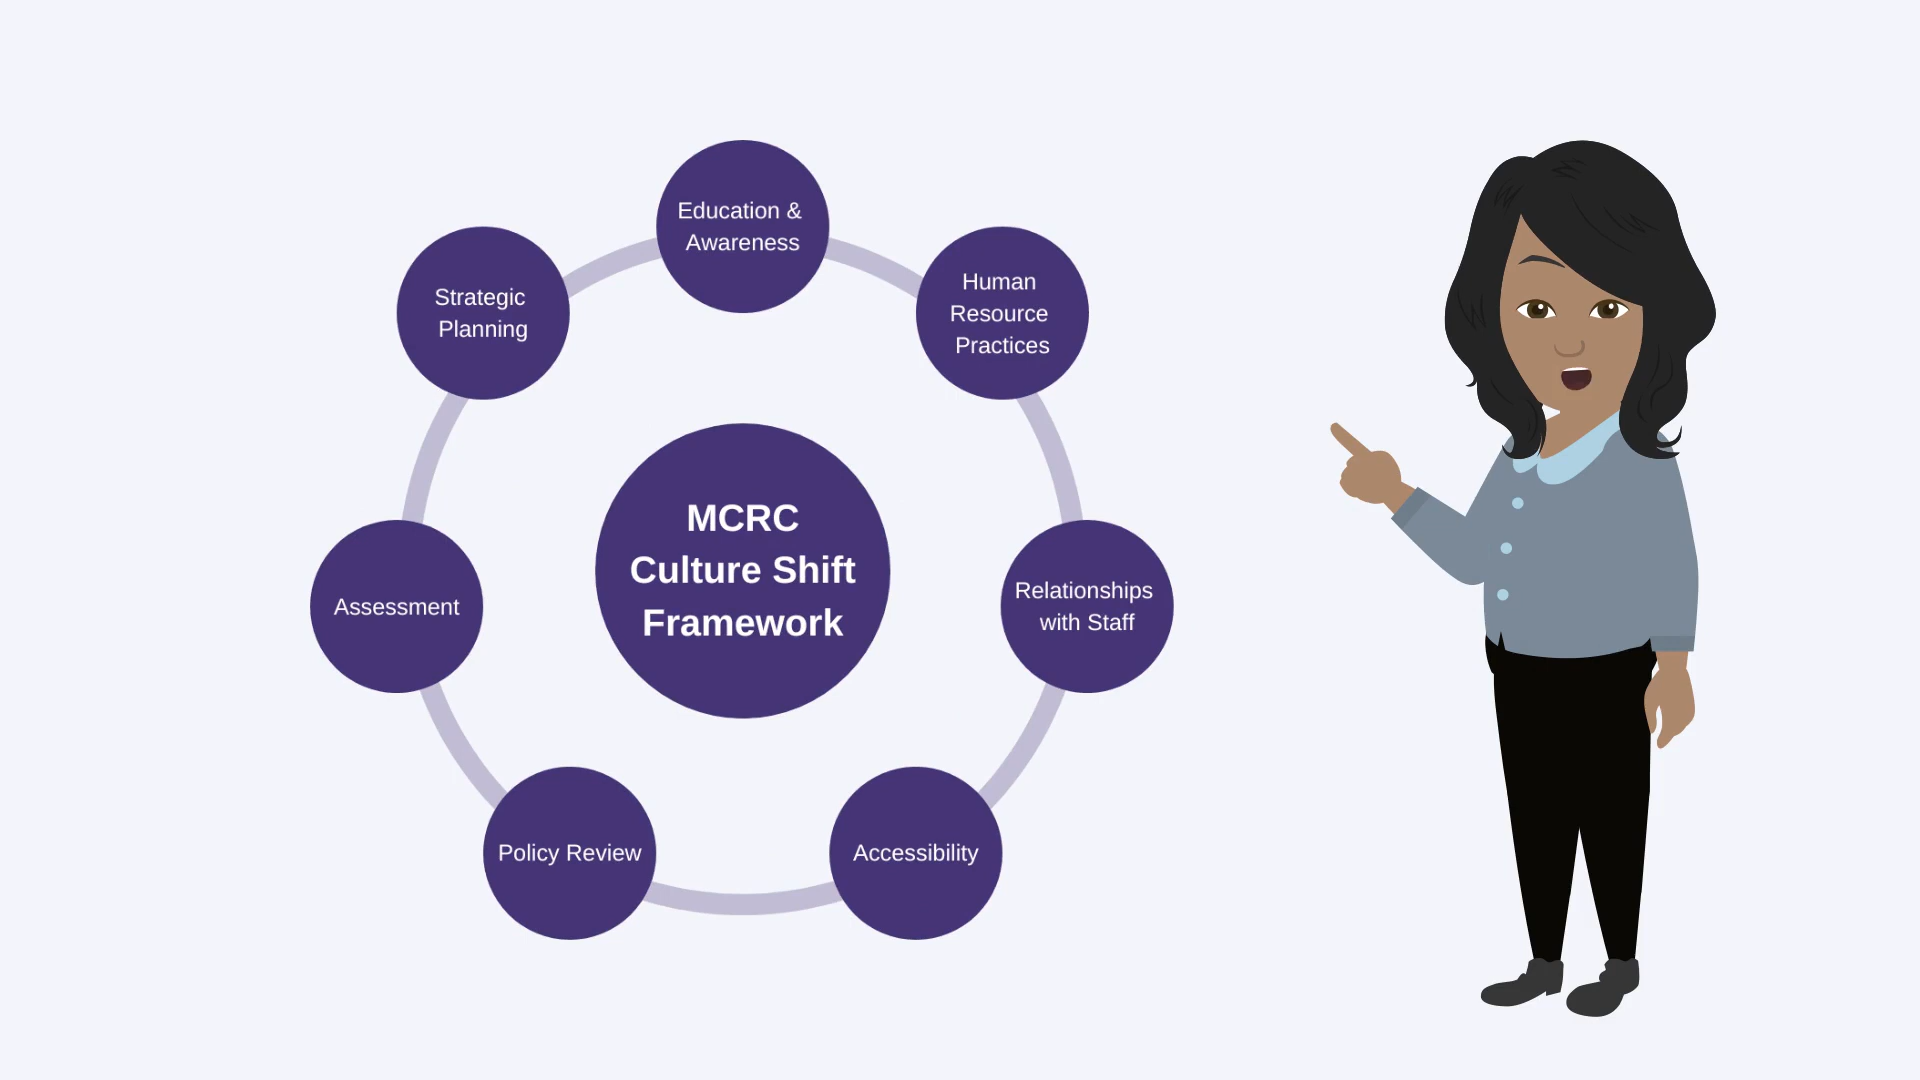 Education &
Awareness
Human
Resource
Practices
Relationships
with Staff
Accessibility
Policy Review
Assessment
Strategic
Planning
MCRC
Culture Shift
Framework